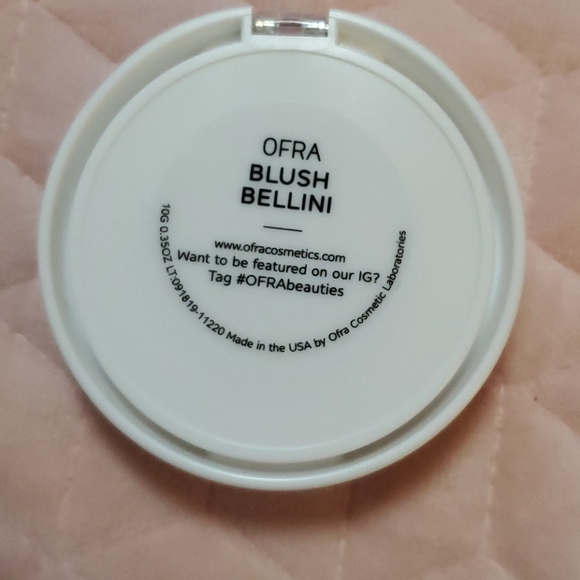 OFRA
BLUSH
BELLINI
www.ofracosmetics.com
Want to be featured on our IG?
Tag #OFRAbeauties
10G 0.35OZ LT:091819-11220 Made in the USA by Ofra Cosmetic Laboratories